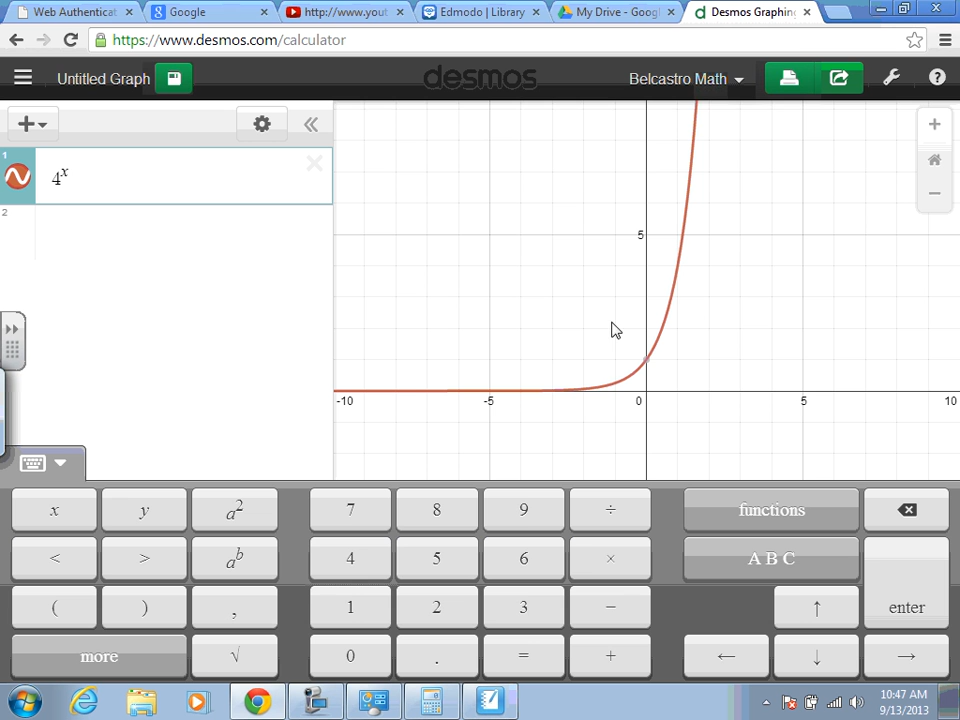 Web Authenticat
Google
http://www.yout
Edmodo | Library
My Drive - Goog
Desmos Graphing
https://www.desmos.com/calculator
Untitled Graph
desmos
Belcastro Math
?
1
4^x
2
5
-10
-5
0
5
10
x y a^2 7 8 9 ÷ functions
< > a^b 4 5 6 × A B C
( ) , 1 2 3 − ↑ enter
more √ 0 . = + ← ↓ →
10:47 AM
9/13/2013